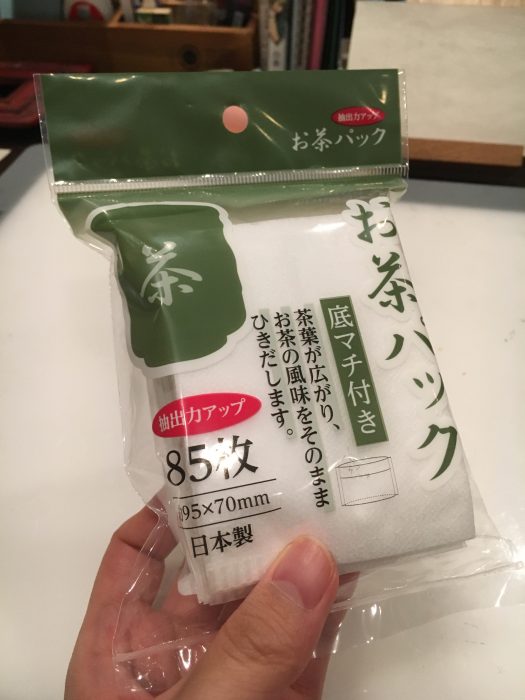 抽出力アップ
お茶パック
茶
お茶パック
底マチ付き
茶葉が広がり、
お茶の風味をそのまま
ひきだします。
抽出力アップ
85枚
95×70mm
日本製